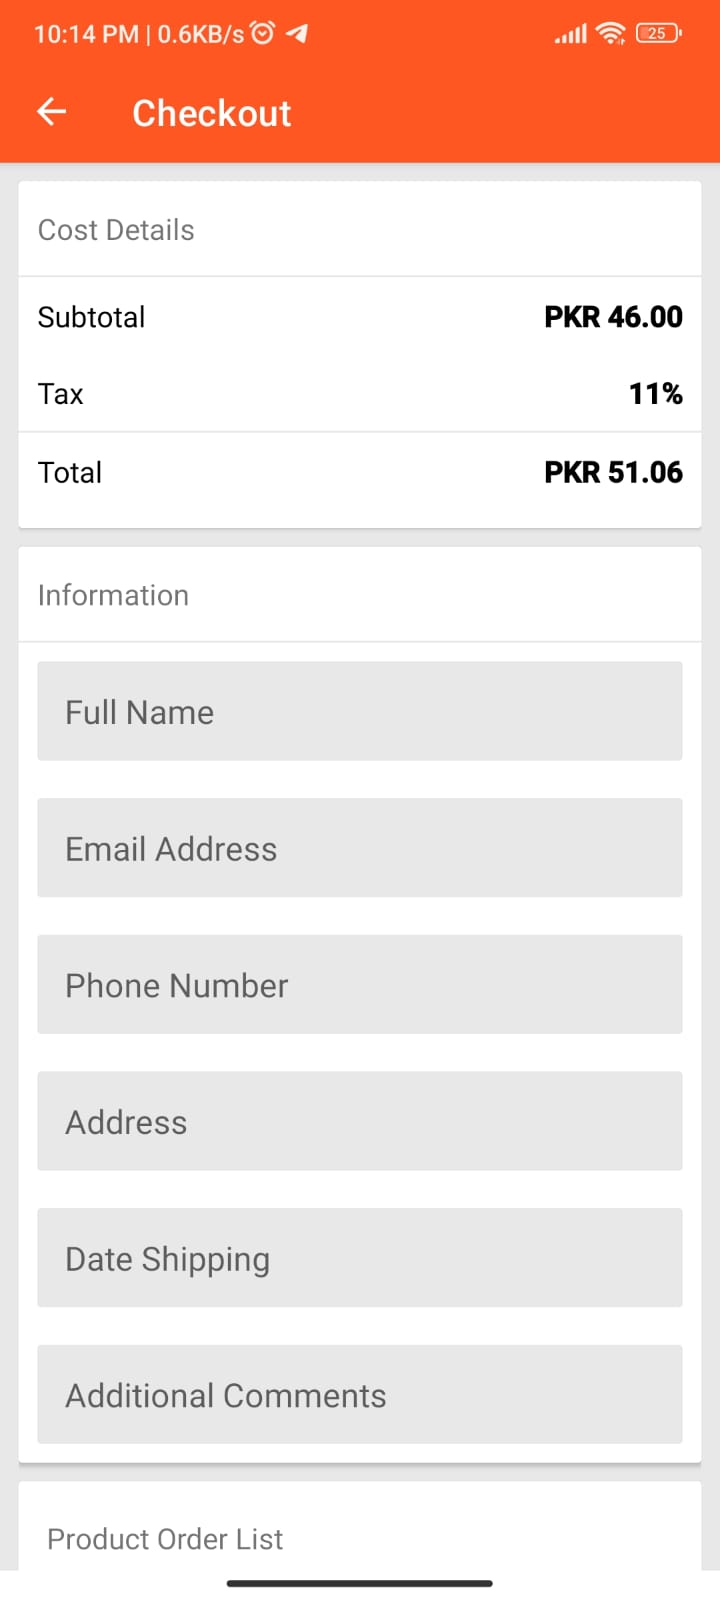 10:14 PM | 0.6KB/s 25
Checkout
Cost Details
Subtotal PKR 46.00
Tax 11%
Total PKR 51.06
Information
Full Name
Email Address
Phone Number
Address
Date Shipping
Additional Comments
Product Order List